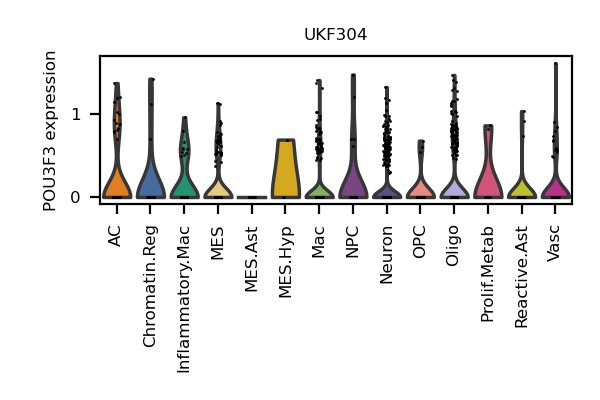 UKF304
POU3F3 expression
1
0
AC
Chromatin.Reg
Inflammatory.Mac
MES
MES.Ast
MES.Hyp
Mac
NPC
Neuron
OPC
Oligo
Prolif.Metab
Reactive.Ast
Vasc